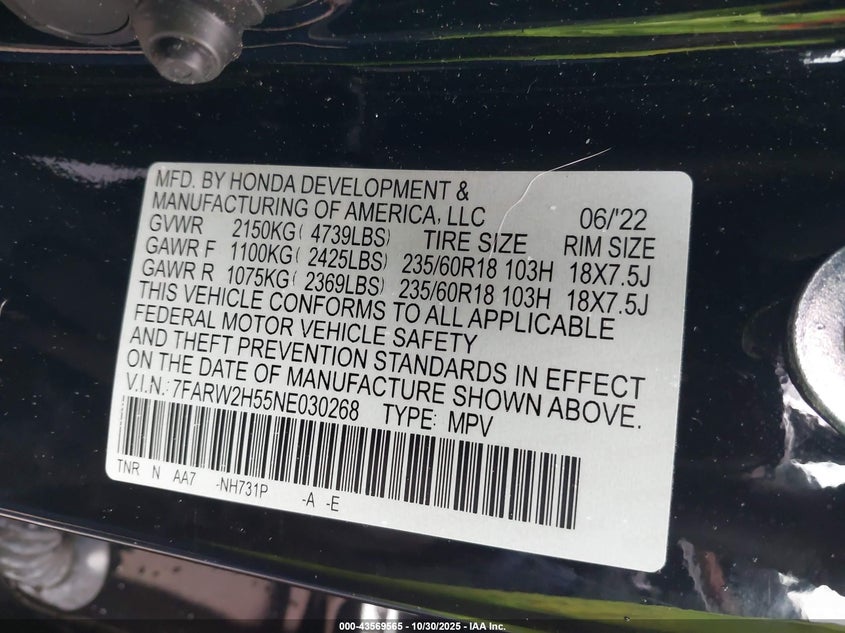 MFD. BY HONDA DEVELOPMENT &
MANUFACTURING OF AMERICA, LLC 06/'22
GVWR 2150KG( 4739LBS) TIRE SIZE RIM SIZE
GAWR F 1100KG( 2425LBS) 235/60R18 103H 18X7.5J
GAWR R 1075KG( 2369LBS) 235/60R18 103H 18X7.5J
THIS VEHICLE CONFORMS TO ALL APPLICABLE
FEDERAL MOTOR VEHICLE SAFETY
AND THEFT PREVENTION STANDARDS IN EFFECT
ON THE DATE OF MANUFACTURE SHOWN ABOVE.
V.I.N.: 7FARW2H55NE030268 TYPE: MPV
TNR N AA7 -NH731P -A -E
000-43569565 - 10/30/2025 - IAA Inc.